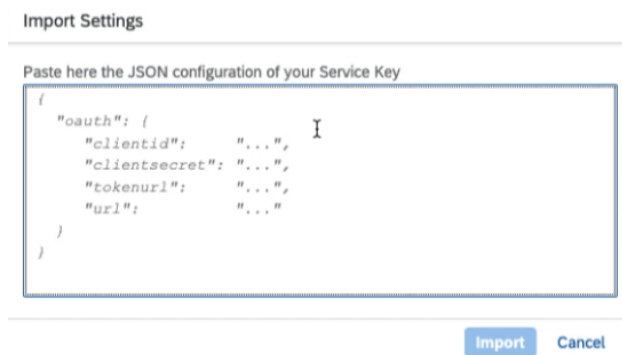 Import Settings
Paste here the JSON configuration of your Service Key
{
"oauth": {
"clientid": "...",
"clientsecret": "...",
"tokenurl": "...",
"url": "..."
}
}
Import Cancel